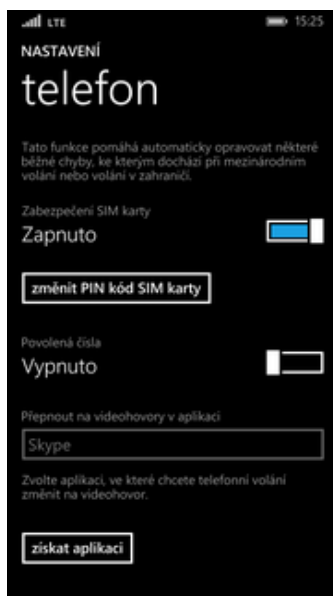 LTE 15:25
NASTAVENÍ
telefon
Tato funkce pomáhá automaticky opravovat některé
běžné chyby, ke kterým dochází při mezinárodním
volání nebo volání v zahraničí.
Zabezpečení SIM karty
Zapnuto
změnit PIN kód SIM karty
Povolená čísla
Vypnuto
Přepnout na videohovory v aplikaci
Skype
Zvolte aplikaci, ve které chcete telefonní volání
změnit na videohovor.
získat aplikaci